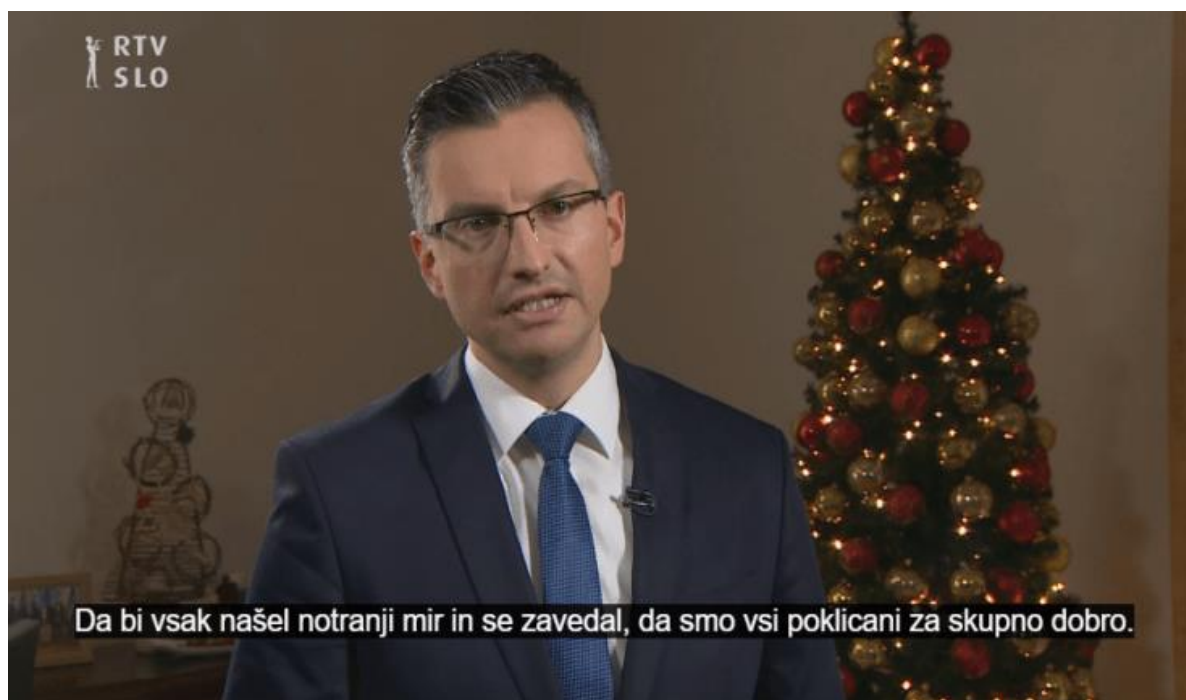 RTV
SLO
Da bi vsak našel notranji mir in se zavedal, da smo vsi poklicani za skupno dobro.